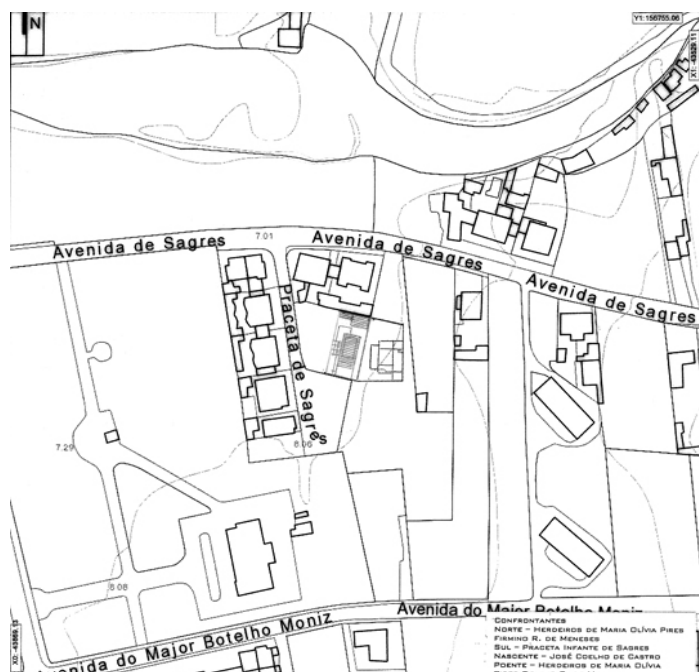 N
Y1: 156755.06
Avenida de Sagres
7.01
Avenida de Sagres
Avenida de Sagres
Praceta de Sagres
7.29
8.06
8.08
Avenida do Major Botelho Moniz
Avenida do Major Botelho Moniz
CONFRONTANTES
NORTE – HERDEIROS DE MARIA OLÍVIA PIRES
FIRMINO R. DE MENESES
SUL – PRACETA INFANTE DE SAGRES
NASCENTE – JOSÉ COELHO DE CASTRO
POENTE – HERDEIROS DE MARIA OLÍVIA